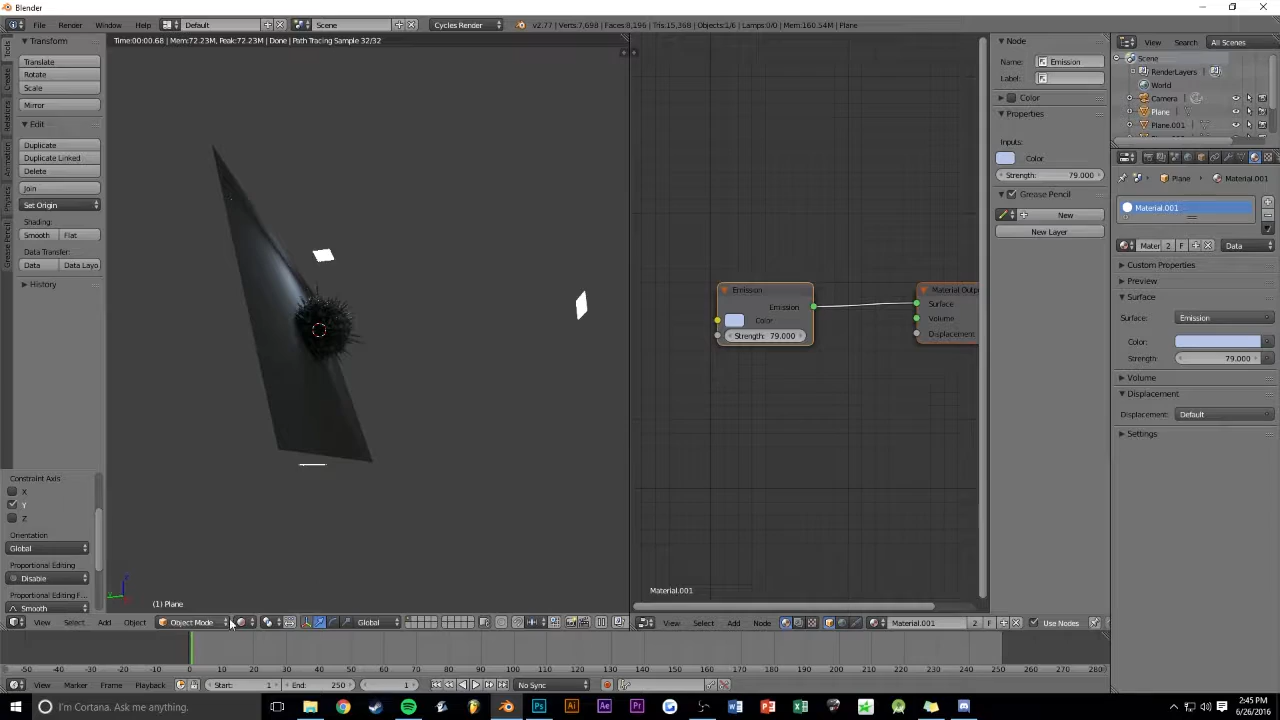 Blender
File Render Window Help Default Scene Cycles Render v2.77 | Verts:7,698 | Faces:8,196 | Tris:15,368 | Objects:1/6 | Lamps:0/0 | Mem:160.54M | Plane
Time:00:00.68 | Mem:72.23M, Peak:72.23M | Done | Path Tracing Sample 32/32
Tools
Create
Relations
Animation
Physics
Grease Pencil
Transform
Translate
Rotate
Scale
Mirror
Edit
Duplicate
Duplicate Linked
Delete
Join
Set Origin
Shading:
Smooth Flat
Data Transfer:
Data Data Layo
History
Constraint Axis
X
Y
Z
Orientation
Global
Proportional Editing
Disable
Proportional Editing F...
Smooth
(1) Plane
View Select Add Object Object Mode Global
Emission
Emission
Color
Strength: 79.000
Material Outp
Surface
Volume
Displacement
Material.001
View Select Add Node Material.001 2 F Use Nodes
Node
Name: Emission
Label:
Color
Properties
Inputs:
Color
Strength: 79.000
Grease Pencil
New
New Layer
View Search All Scenes
Scene
RenderLayers
World
Camera
Plane
Plane.001
Plane Material.001
Material.001
Mater 2 F Data
Custom Properties
Preview
Surface
Surface: Emission
Color:
Strength: 79.000
Volume
Displacement
Displacement: Default
Settings
-50 -40 -30 -20 -10 0 10 20 30 40 50 60 70 80 90 100 110 120 130 140 150 160 170 180 190 200 210 220 230 240 250 260 270 280
View Marker Frame Playback Start: 1 End: 250 1 No Sync
I'm Cortana. Ask me anything.
2:45 PM
6/26/2016